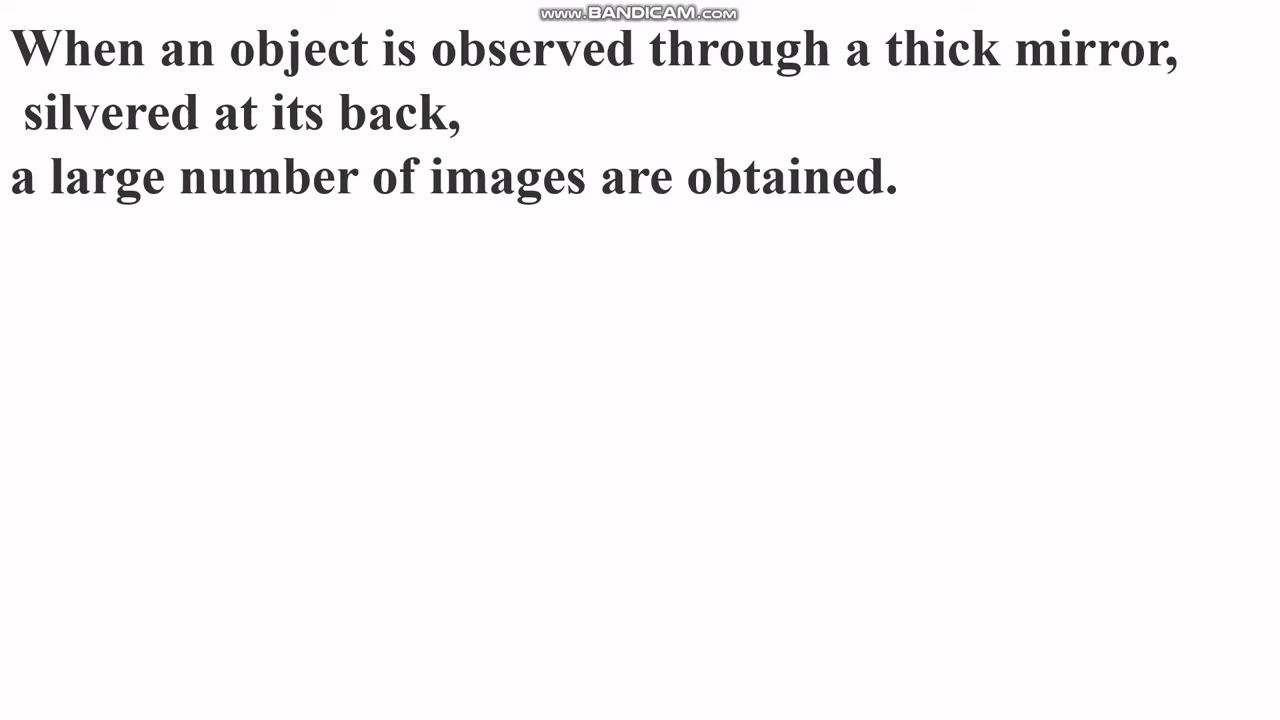 www.BANDICAM.com
When an object is observed through a thick mirror,
silvered at its back,
a large number of images are obtained.